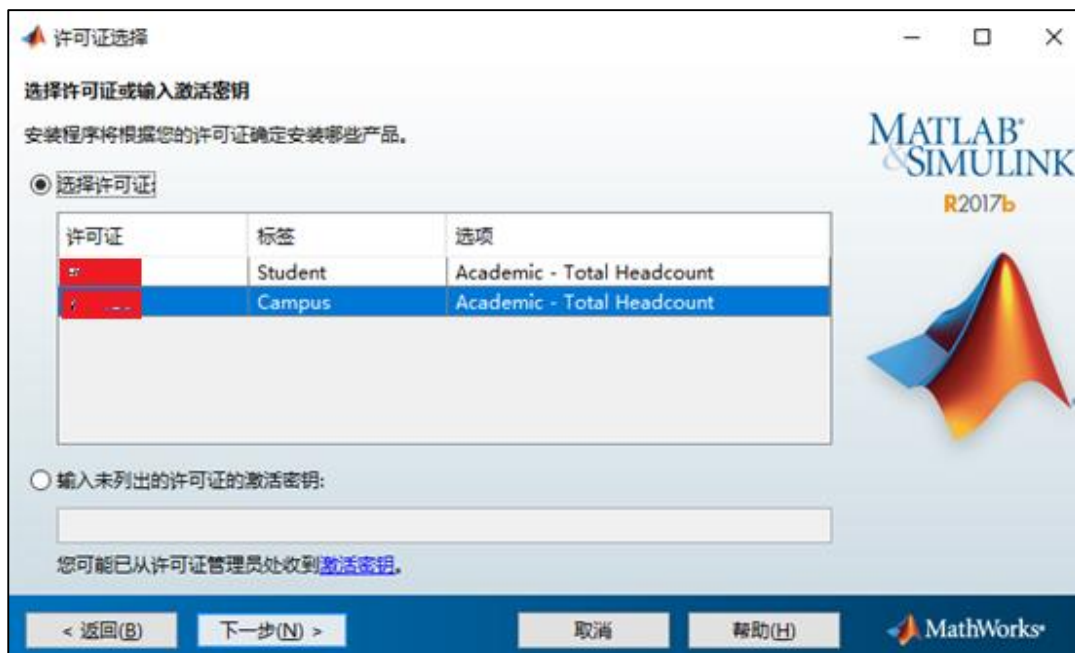 许可证选择
选择许可证或输入激活密钥
安装程序将根据您的许可证确定安装哪些产品。
MATLAB®
&SIMULINK
R2017b
选择许可证:
许可证 标签 选项
Student Academic - Total Headcount
Campus Academic - Total Headcount
输入未列出的许可证的激活密钥:
您可能已从许可证管理员处收到激活密钥。
< 返回(B) 下一步(N) > 取消 帮助(H) MathWorks®